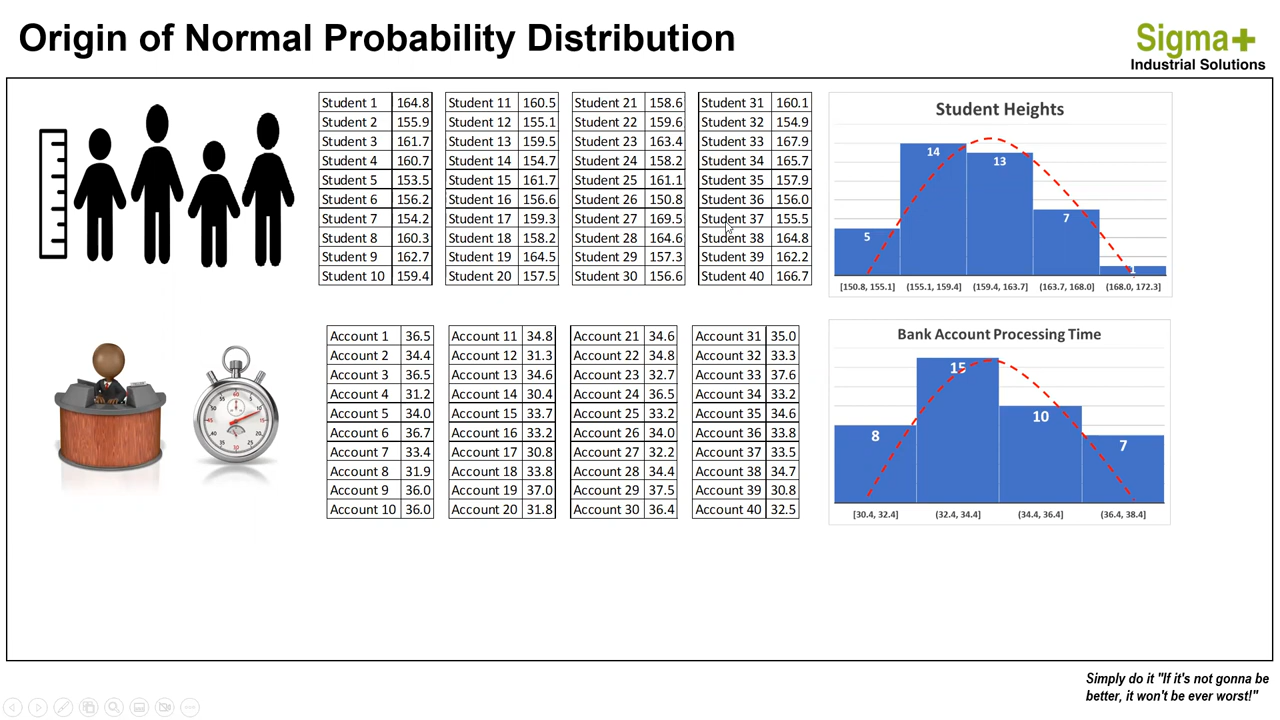 Origin of Normal Probability Distribution
Sigma+
Industrial Solutions
Student 1 164.8
Student 2 155.9
Student 3 161.7
Student 4 160.7
Student 5 153.5
Student 6 156.2
Student 7 154.2
Student 8 160.3
Student 9 162.7
Student 10 159.4
Student 11 160.5
Student 12 155.1
Student 13 159.5
Student 14 154.7
Student 15 161.7
Student 16 156.6
Student 17 159.3
Student 18 158.2
Student 19 164.5
Student 20 157.5
Student 21 158.6
Student 22 159.6
Student 23 163.4
Student 24 158.2
Student 25 161.1
Student 26 150.8
Student 27 169.5
Student 28 164.6
Student 29 157.3
Student 30 156.6
Student 31 160.1
Student 32 154.9
Student 33 167.9
Student 34 165.7
Student 35 157.9
Student 36 156.0
Student 37 155.5
Student 38 164.8
Student 39 162.2
Student 40 166.7
Student Heights
5 14 13 7 1
[150.8, 155.1] (155.1, 159.4] (159.4, 163.7] (163.7, 168.0] (168.0, 172.3]
Account 1 36.5
Account 2 34.4
Account 3 36.5
Account 4 31.2
Account 5 34.0
Account 6 36.7
Account 7 33.4
Account 8 31.9
Account 9 36.0
Account 10 36.0
Account 11 34.8
Account 12 31.3
Account 13 34.6
Account 14 30.4
Account 15 33.7
Account 16 33.2
Account 17 30.8
Account 18 33.8
Account 19 37.0
Account 20 31.8
Account 21 34.6
Account 22 34.8
Account 23 32.7
Account 24 36.5
Account 25 33.2
Account 26 34.0
Account 27 32.2
Account 28 34.4
Account 29 37.5
Account 30 36.4
Account 31 35.0
Account 32 33.3
Account 33 37.6
Account 34 33.2
Account 35 34.6
Account 36 33.8
Account 37 33.5
Account 38 34.7
Account 39 30.8
Account 40 32.5
Bank Account Processing Time
8 15 10 7
[30.4, 32.4] (32.4, 34.4] (34.4, 36.4] (36.4, 38.4]
Simply do it "If it's not gonna be
better, it won't be ever worst!"